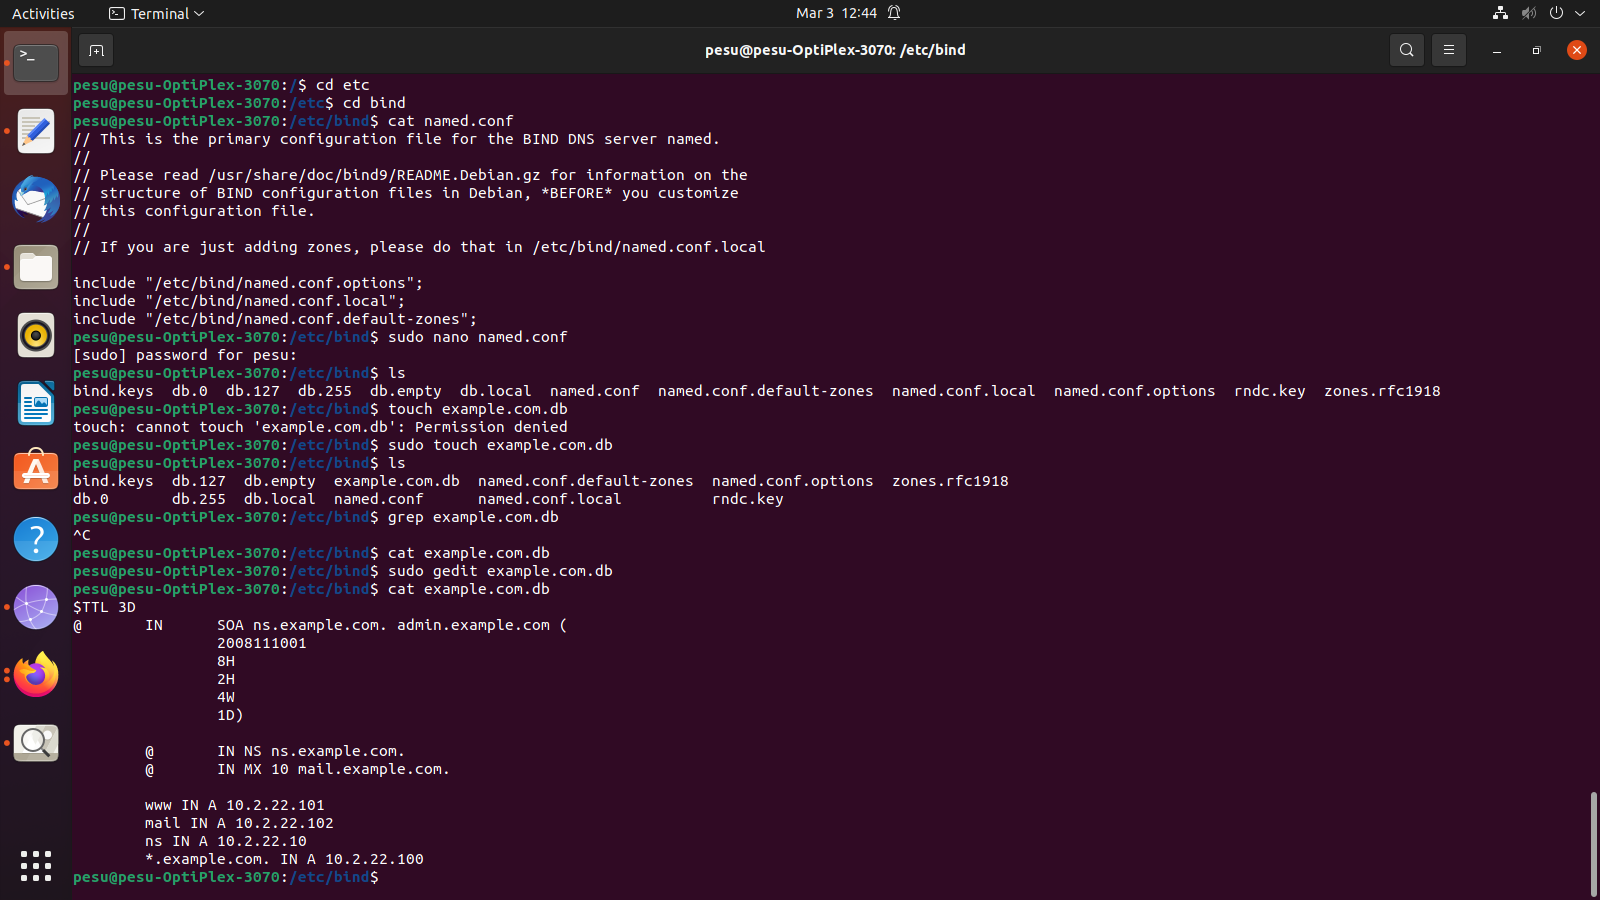 Activities
Terminal
Mar 3 12:44
pesu@pesu-OptiPlex-3070: /etc/bind
pesu@pesu-OptiPlex-3070:/$ cd etc
pesu@pesu-OptiPlex-3070:/etc$ cd bind
pesu@pesu-OptiPlex-3070:/etc/bind$ cat named.conf
// This is the primary configuration file for the BIND DNS server named.
//
// Please read /usr/share/doc/bind9/README.Debian.gz for information on the
// structure of BIND configuration files in Debian, *BEFORE* you customize
// this configuration file.
//
// If you are just adding zones, please do that in /etc/bind/named.conf.local

include "/etc/bind/named.conf.options";
include "/etc/bind/named.conf.local";
include "/etc/bind/named.conf.default-zones";
pesu@pesu-OptiPlex-3070:/etc/bind$ sudo nano named.conf
[sudo] password for pesu:
pesu@pesu-OptiPlex-3070:/etc/bind$ ls
bind.keys  db.0  db.127  db.255  db.empty  db.local  named.conf  named.conf.default-zones  named.conf.local  named.conf.options  rndc.key  zones.rfc1918
pesu@pesu-OptiPlex-3070:/etc/bind$ touch example.com.db
touch: cannot touch 'example.com.db': Permission denied
pesu@pesu-OptiPlex-3070:/etc/bind$ sudo touch example.com.db
pesu@pesu-OptiPlex-3070:/etc/bind$ ls
bind.keys  db.127  db.empty  example.com.db  named.conf.default-zones  named.conf.options  zones.rfc1918
db.0       db.255  db.local  named.conf      named.conf.local          rndc.key
pesu@pesu-OptiPlex-3070:/etc/bind$ grep example.com.db
^C
pesu@pesu-OptiPlex-3070:/etc/bind$ cat example.com.db
pesu@pesu-OptiPlex-3070:/etc/bind$ sudo gedit example.com.db
pesu@pesu-OptiPlex-3070:/etc/bind$ cat example.com.db
$TTL 3D
@       IN      SOA ns.example.com. admin.example.com (
                2008111001
                8H
                2H
                4W
                1D)

        @       IN NS ns.example.com.
        @       IN MX 10 mail.example.com.

        www IN A 10.2.22.101
        mail IN A 10.2.22.102
        ns IN A 10.2.22.10
        *.example.com. IN A 10.2.22.100
pesu@pesu-OptiPlex-3070:/etc/bind$